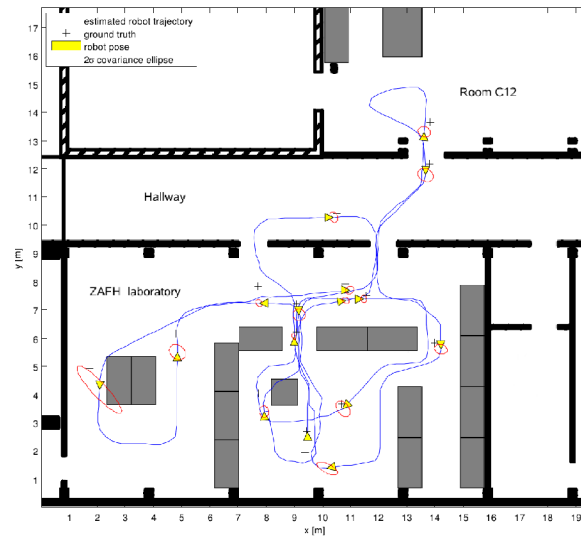 estimated robot trajectory
ground truth
robot pose
2σ covariance ellipse
Room C12
Hallway
ZAFH laboratory
y [m]
17
16
15
14
13
12
11
10
9
8
7
6
5
4
3
2
1
1 2 3 4 5 6 7 8 9 10 11 12 13 14 15 16 17 18 19
x [m]